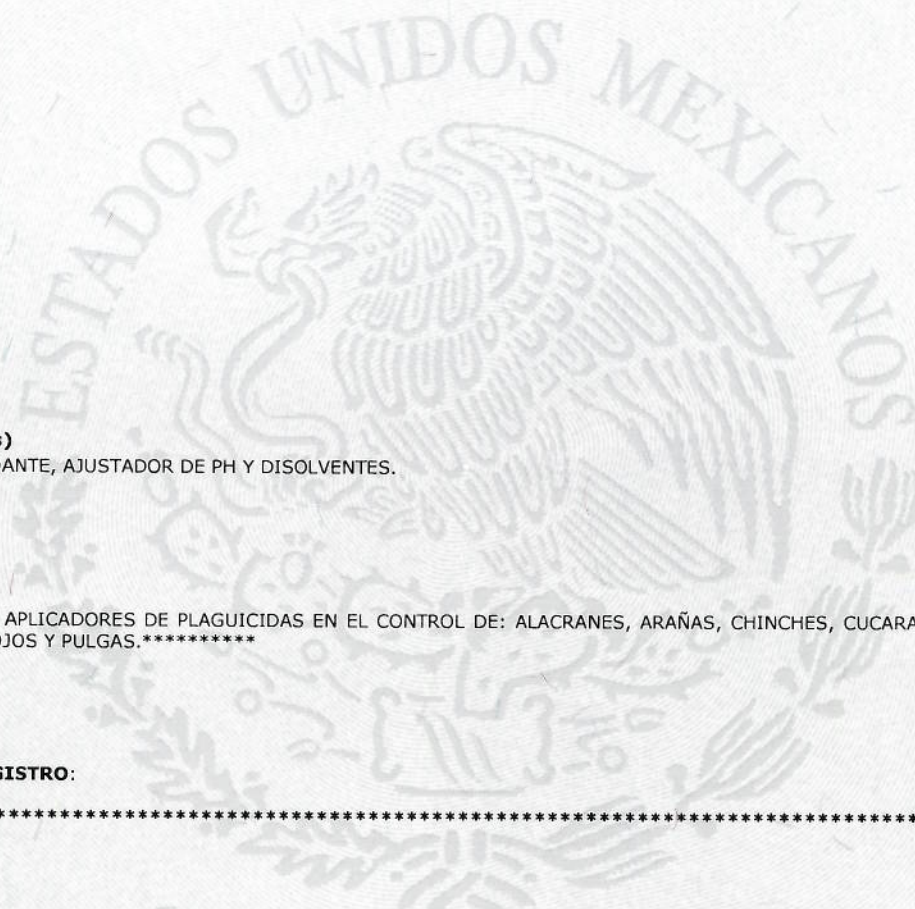 ESTADOS UNIDOS MEXICANOS
s)
DANTE, AJUSTADOR DE PH Y DISOLVENTES.
APLICADORES DE PLAGUICIDAS EN EL CONTROL DE: ALACRANES, ARAÑAS, CHINCHES, CUCARA
OJOS Y PULGAS.**********
GISTRO: